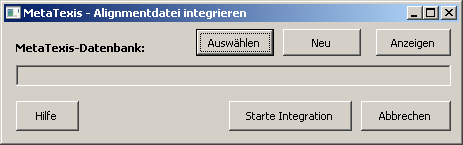 MetaTexis - Alignmentdatei integrieren
MetaTexis-Datenbank:
Auswählen
Neu
Anzeigen
Hilfe
Starte Integration
Abbrechen